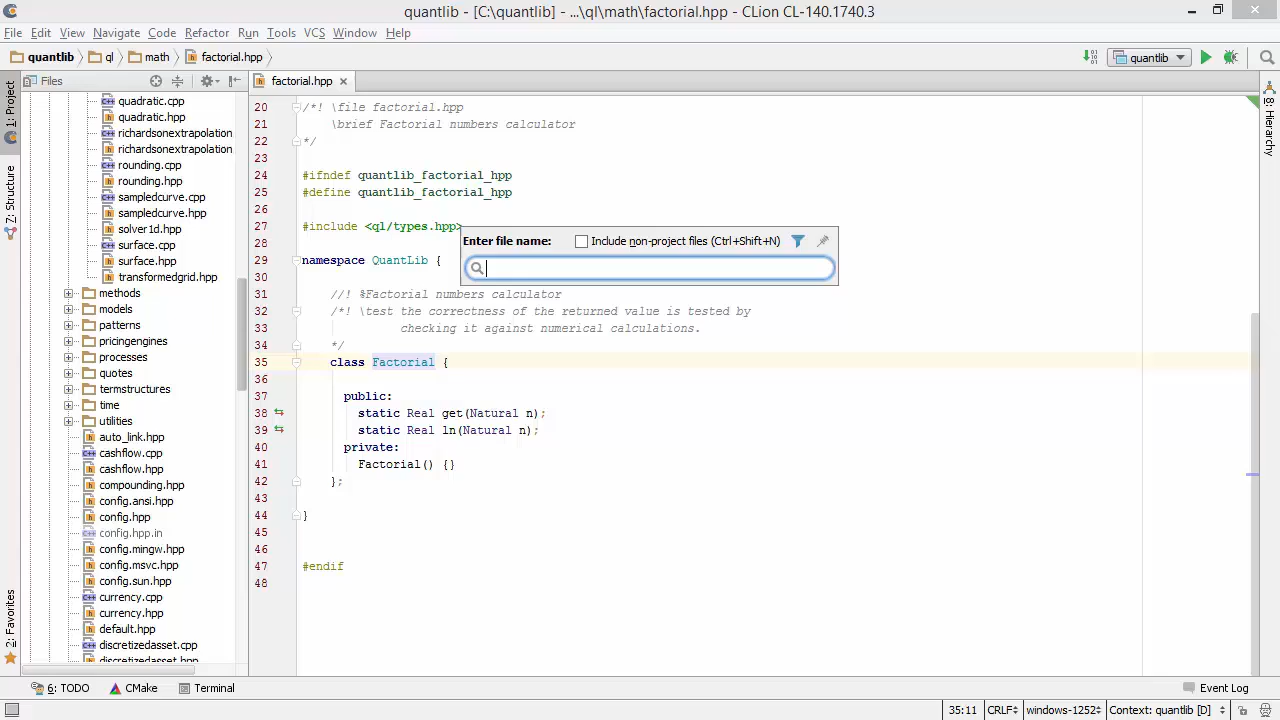 quantlib - [C:\quantlib] - ...\ql\math\factorial.hpp - CLion CL-140.1740.3
File Edit View Navigate Code Refactor Run Tools VCS Window Help
quantlib ql math factorial.hpp quantlib
1: Project
7: Structure
2: Favorites
Files
quadratic.cpp
quadratic.hpp
richardsonextrapolation
richardsonextrapolation
rounding.cpp
rounding.hpp
sampledcurve.cpp
sampledcurve.hpp
solver1d.hpp
surface.cpp
surface.hpp
transformedgrid.hpp
methods
models
patterns
pricingengines
processes
quotes
termstructures
time
utilities
auto_link.hpp
cashflow.cpp
cashflow.hpp
compounding.hpp
config.ansi.hpp
config.hpp
config.hpp.in
config.mingw.hpp
config.msvc.hpp
config.sun.hpp
currency.cpp
currency.hpp
default.hpp
discretizedasset.cpp
discretizedasset.hpp
factorial.hpp
20 /*! \file factorial.hpp
21 \brief Factorial numbers calculator
22 */
23
24 #ifndef quantlib_factorial_hpp
25 #define quantlib_factorial_hpp
26
27 #include <ql/types.hpp>
28
29 namespace QuantLib {
30
31 //! %Factorial numbers calculator
32 /*! \test the correctness of the returned value is tested by
33 checking it against numerical calculations.
34 */
35 class Factorial {
36
37 public:
38 static Real get(Natural n);
39 static Real ln(Natural n);
40 private:
41 Factorial() {}
42 };
43
44 }
45
46
47 #endif
48
Enter file name: Include non-project files (Ctrl+Shift+N)
8: Hierarchy
6: TODO CMake Terminal Event Log
35:11 CRLF windows-1252 Context: quantlib [D]